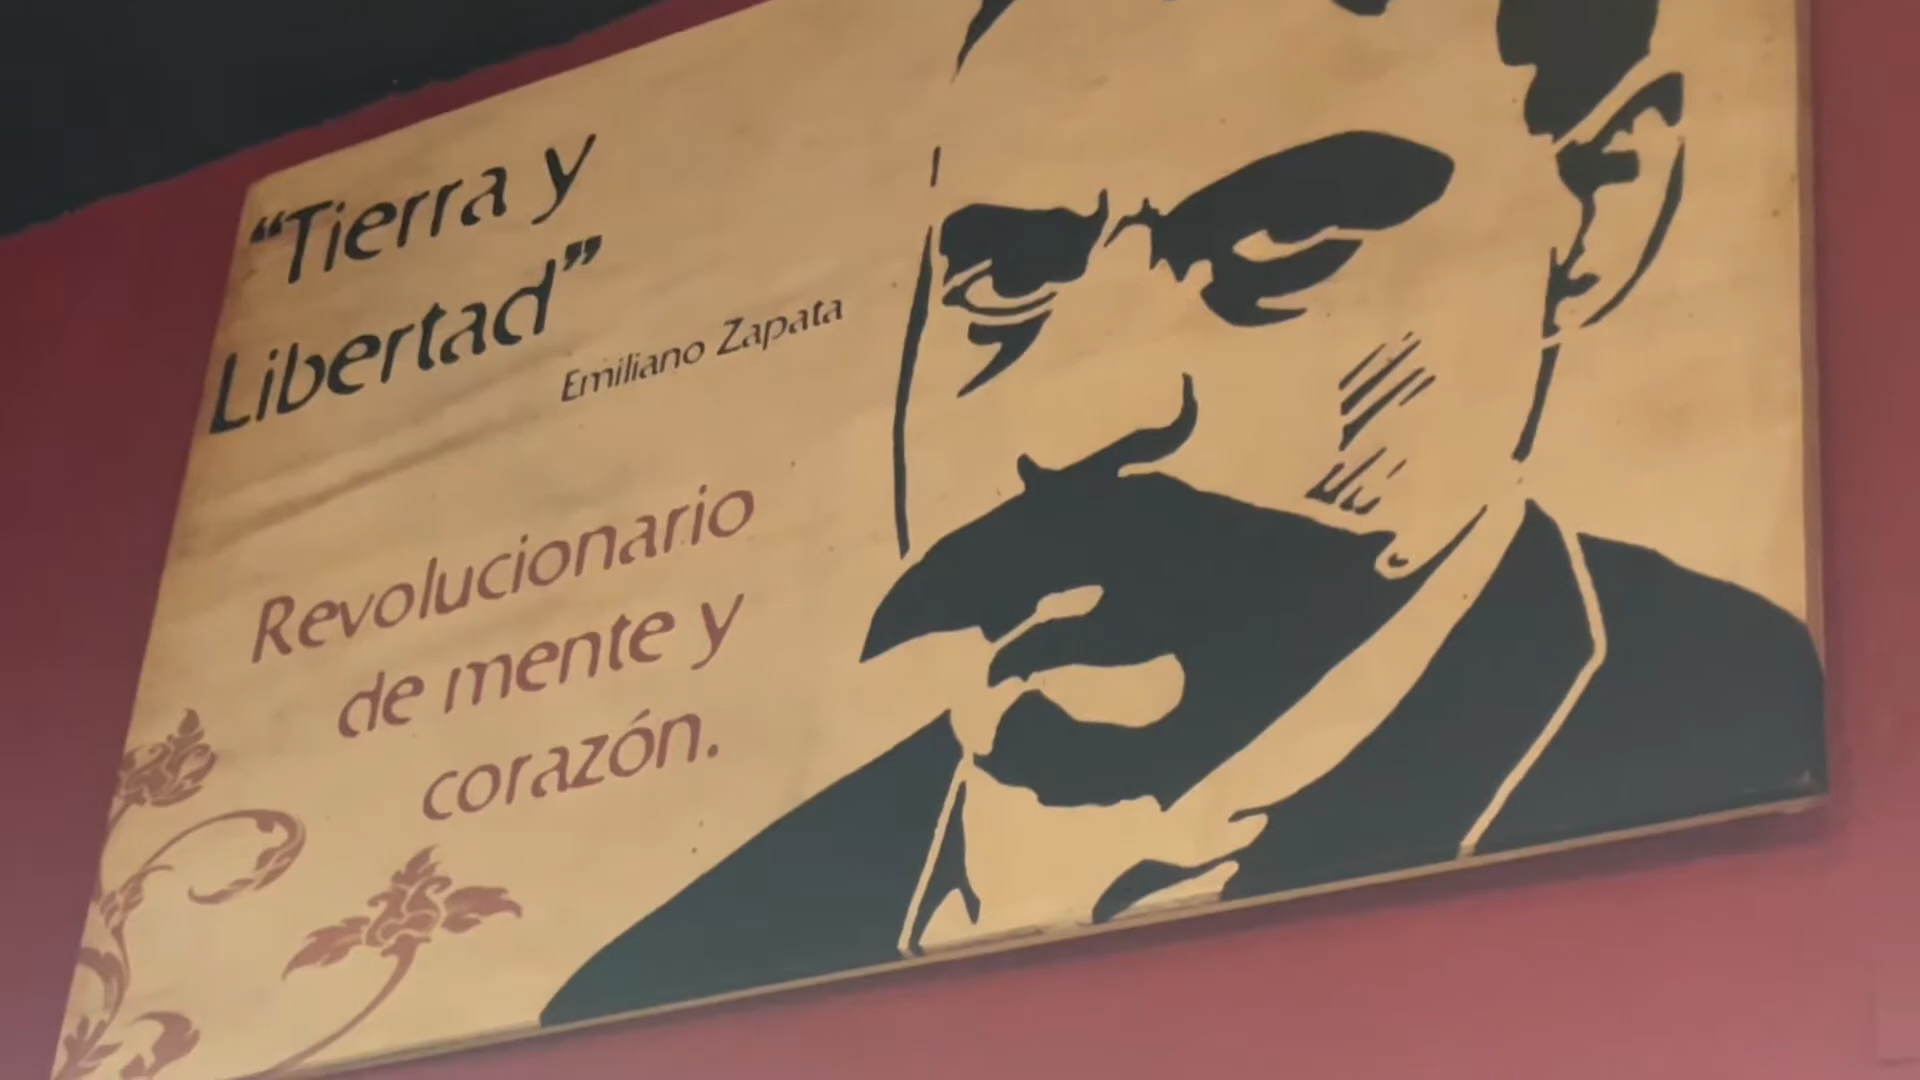 “Tierra y
Libertad”
Emiliano Zapata
Revolucionario
de mente y
corazón.